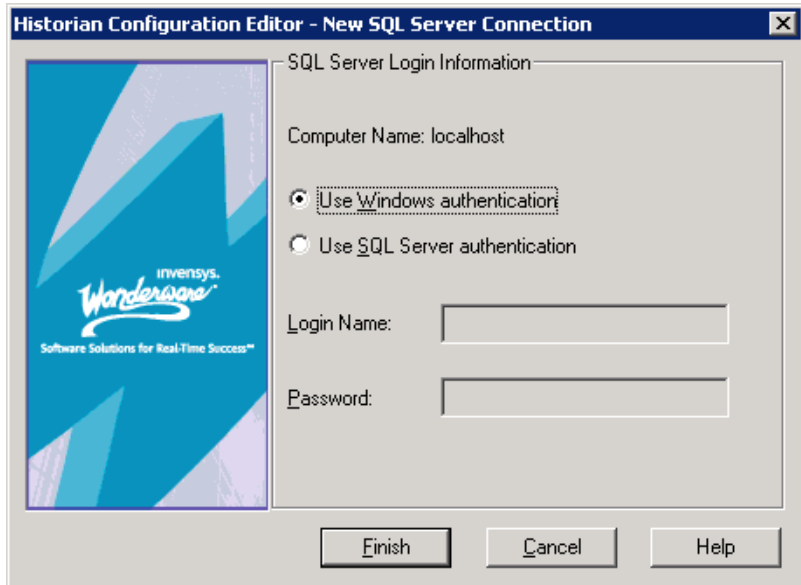 Historian Configuration Editor - New SQL Server Connection
SQL Server Login Information
Computer Name: localhost
Use Windows authentication
Use SQL Server authentication
invensys.
Wonderware
Software Solutions for Real-Time Success℠
Login Name:
Password:
Finish Cancel Help